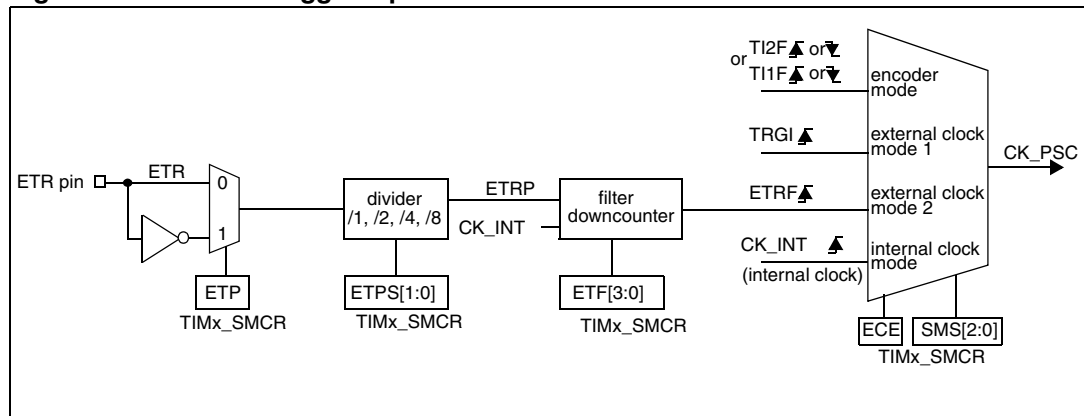 or TI2F or
TI1F or
encoder
mode
TRGI
external clock
mode 1
CK_PSC
ETR pin
ETR
0
1
divider
/1, /2, /4, /8
ETRP
CK_INT
filter
downcounter
ETRF
external clock
mode 2
CK_INT
(internal clock)
internal clock
mode
ETP
TIMx_SMCR
ETPS[1:0]
TIMx_SMCR
ETF[3:0]
TIMx_SMCR
ECE
SMS[2:0]
TIMx_SMCR